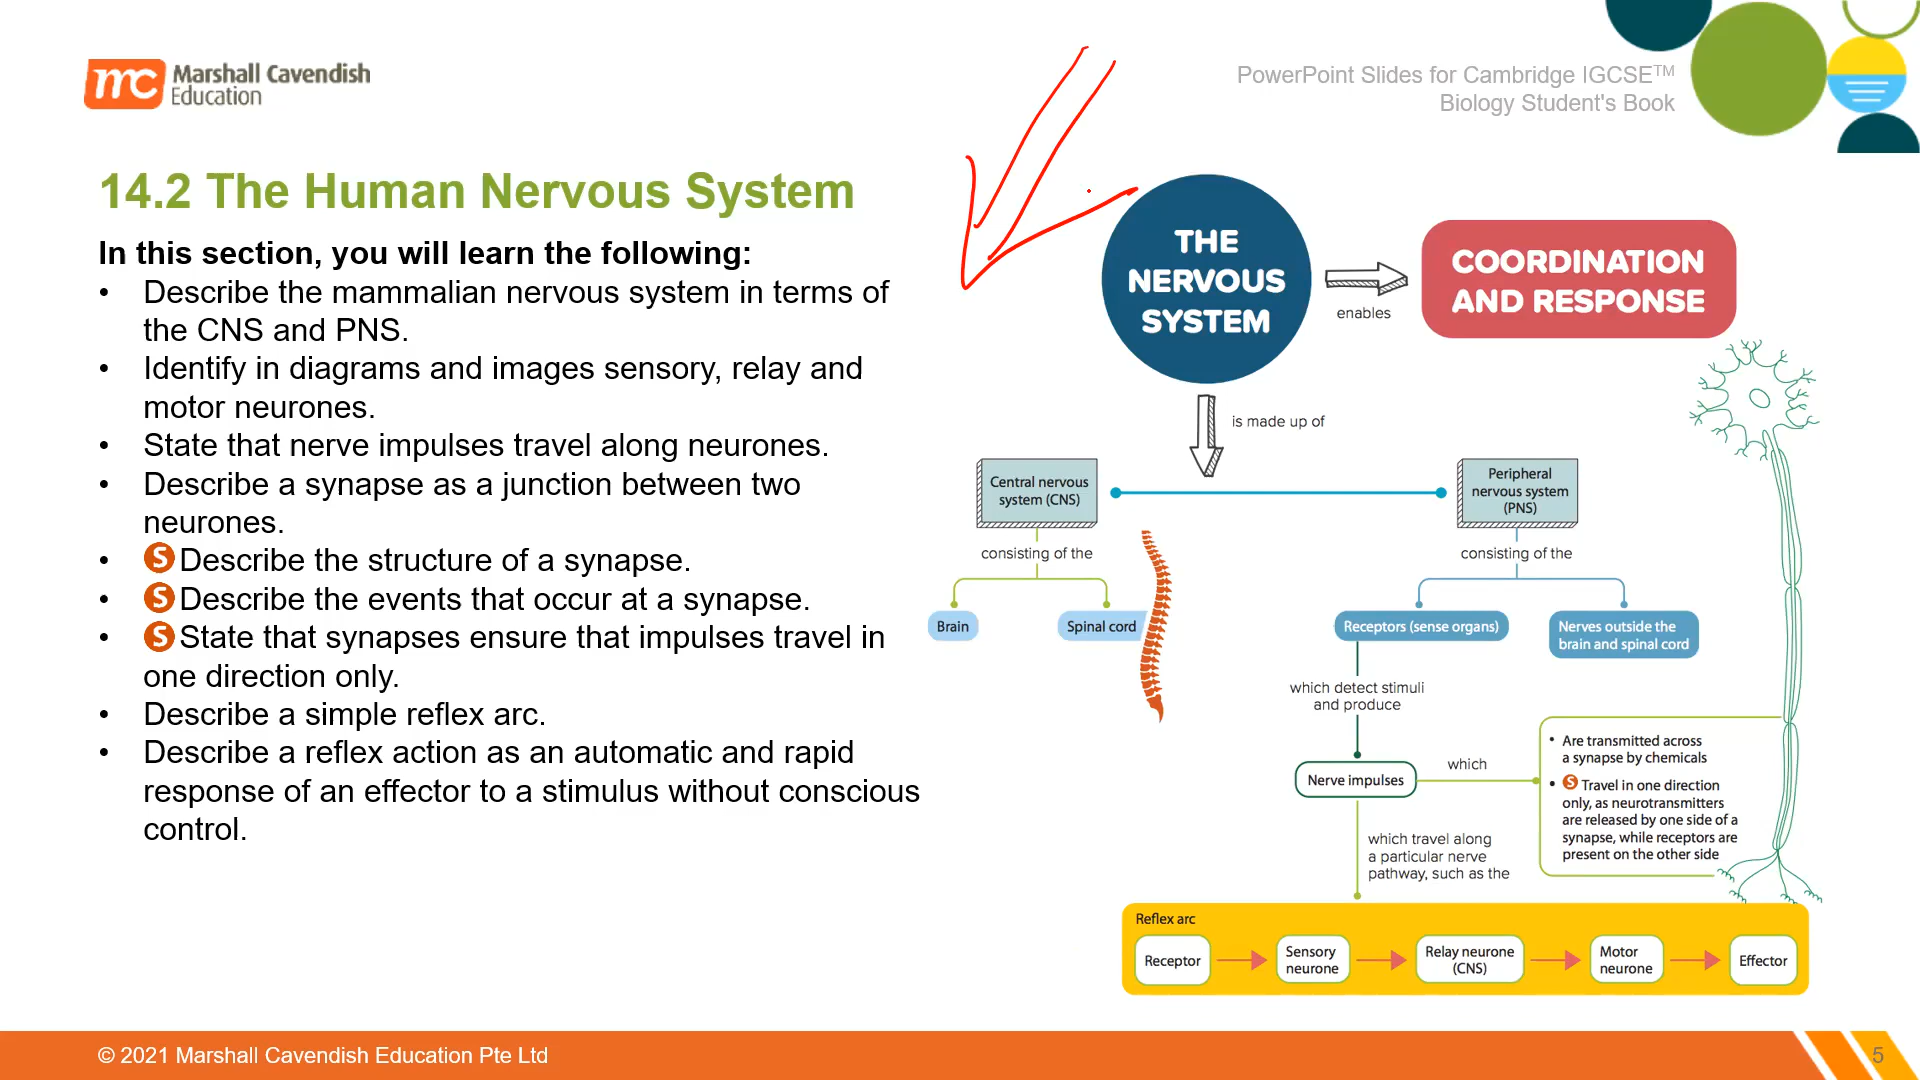 mc Marshall Cavendish
Education
PowerPoint Slides for Cambridge IGCSE™
Biology Student's Book
14.2 The Human Nervous System
In this section, you will learn the following:
• Describe the mammalian nervous system in terms of
the CNS and PNS.
• Identify in diagrams and images sensory, relay and
motor neurones.
• State that nerve impulses travel along neurones.
• Describe a synapse as a junction between two
neurones.
• S Describe the structure of a synapse.
• S Describe the events that occur at a synapse.
• S State that synapses ensure that impulses travel in
one direction only.
• Describe a simple reflex arc.
• Describe a reflex action as an automatic and rapid
response of an effector to a stimulus without conscious
control.
THE
NERVOUS
SYSTEM
enables
COORDINATION
AND RESPONSE
is made up of
Central nervous
system (CNS)
Peripheral
nervous system
(PNS)
consisting of the
consisting of the
Brain
Spinal cord
Receptors (sense organs)
Nerves outside the
brain and spinal cord
which detect stimuli
and produce
Nerve impulses
which
• Are transmitted across
a synapse by chemicals
• S Travel in one direction
only, as neurotransmitters
are released by one side of a
synapse, while receptors are
present on the other side
which travel along
a particular nerve
pathway, such as the
Reflex arc
Receptor
Sensory
neurone
Relay neurone
(CNS)
Motor
neurone
Effector
© 2021 Marshall Cavendish Education Pte Ltd
5